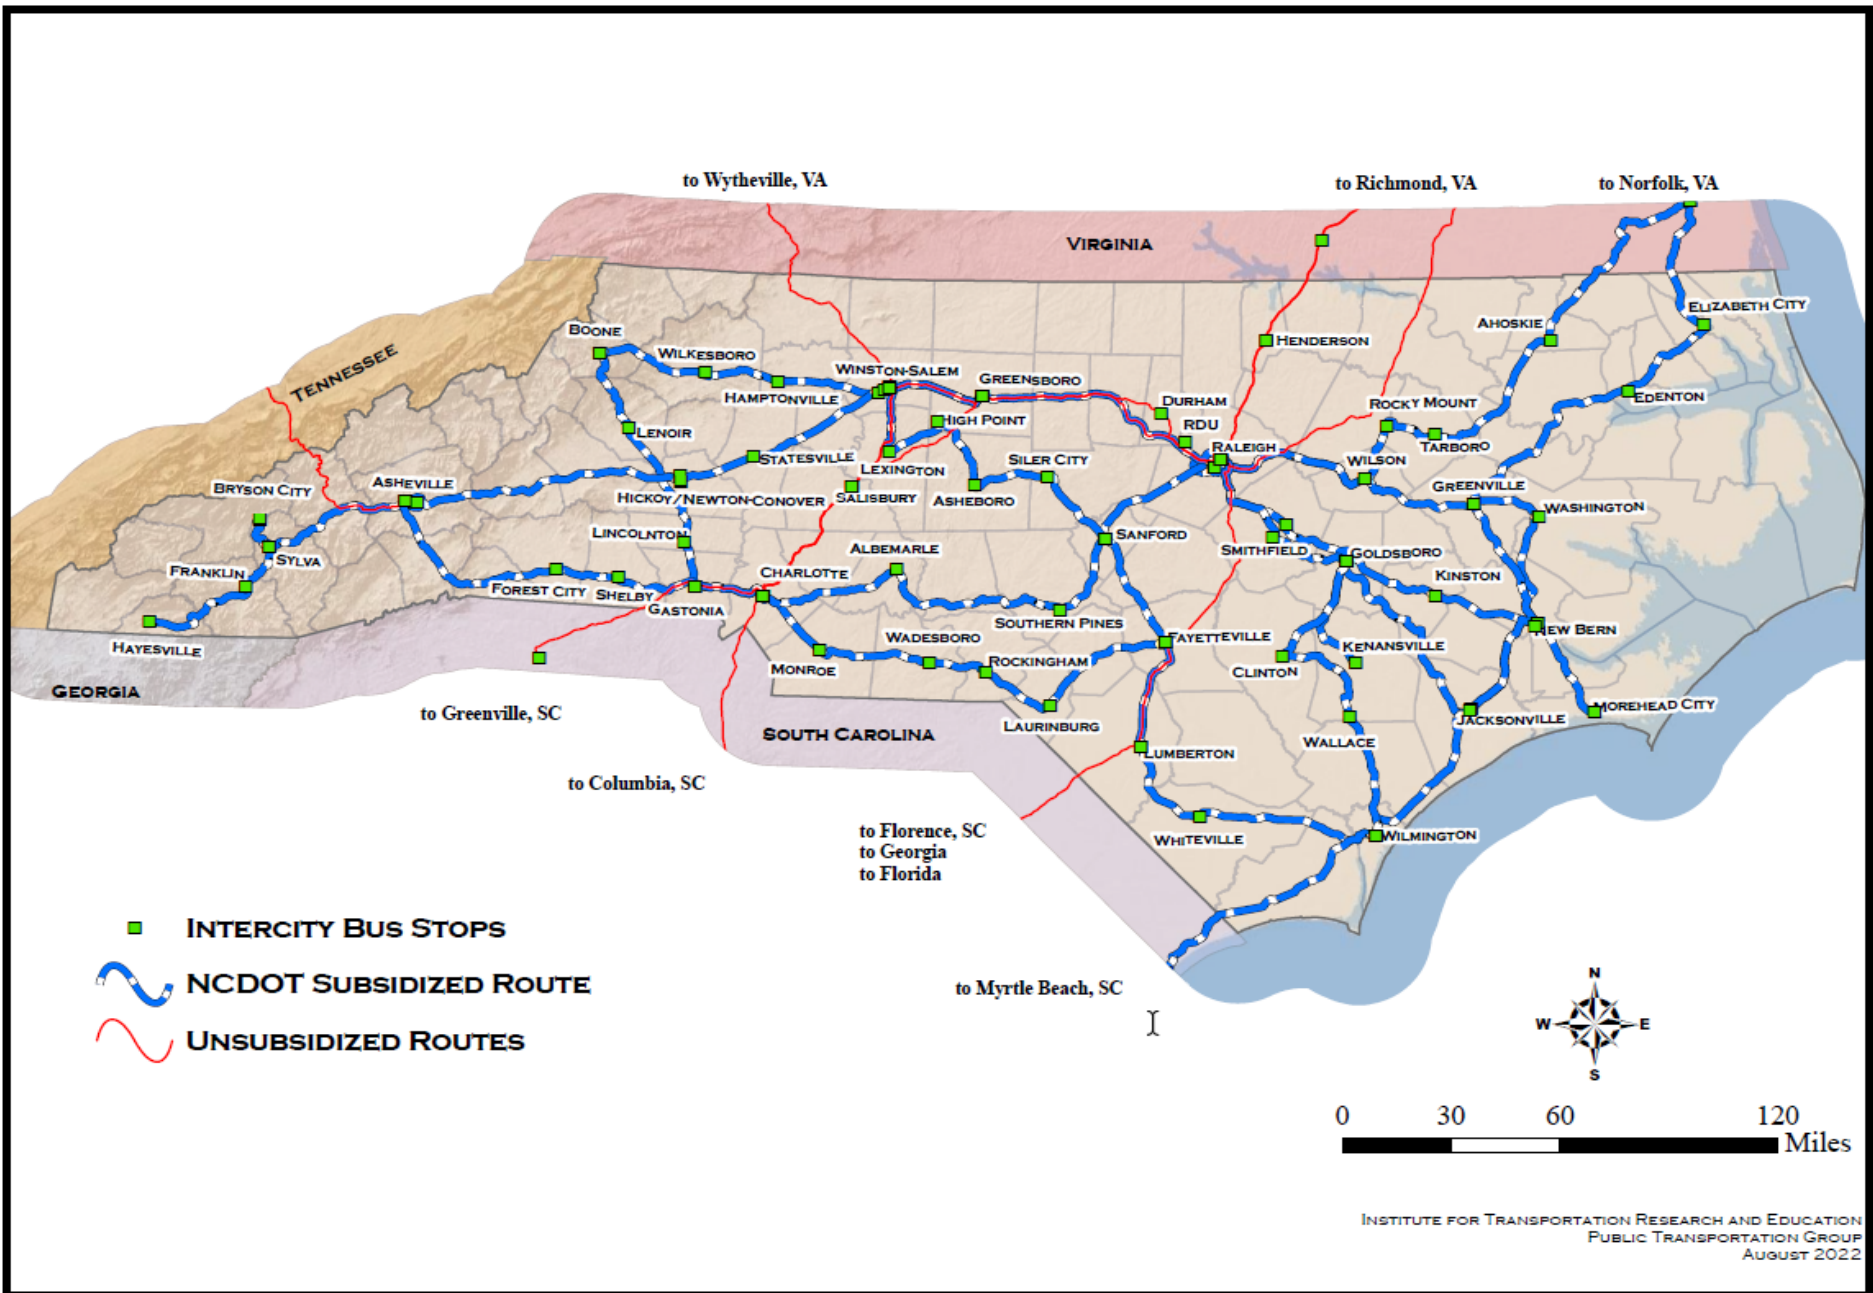 to Wytheville, VA
to Richmond, VA
to Norfolk, VA
VIRGINIA
TENNESSEE
ELIZABETH CITY
AHOSKIE
BOONE
HENDERSON
WILKESBORO
WINSTON-SALEM
GREENSBORO
HAMPTONVILLE
DURHAM
ROCKY MOUNT
EDENTON
HIGH POINT
RDU
LENOIR
TARBORO
RALEIGH
STATESVILLE
SILER CITY
WILSON
LEXINGTON
ASHEVILLE
BRYSON CITY
GREENVILLE
HICKOY/NEWTON-CONOVER
SALISBURY
ASHEBORO
WASHINGTON
LINCOLNTON
SANFORD
ALBEMARLE
SMITHFIELD
GOLDSBORO
SYLVA
FRANKLIN
CHARLOTTE
KINSTON
FOREST CITY
SHELBY
GASTONIA
SOUTHERN PINES
NEW BERN
FAYETTEVILLE
WADESBORO
KENANSVILLE
HAYESVILLE
ROCKINGHAM
MONROE
CLINTON
GEORGIA
MOREHEAD CITY
to Greenville, SC
JACKSONVILLE
LAURINBURG
SOUTH CAROLINA
WALLACE
LUMBERTON
to Columbia, SC
to Florence, SC
to Georgia
to Florida
WHITEVILLE
WILMINGTON
INTERCITY BUS STOPS
NCDOT SUBSIDIZED ROUTE
UNSUBSIDIZED ROUTES
to Myrtle Beach, SC
N
W
E
S
0 30 60 120
Miles
INSTITUTE FOR TRANSPORTATION RESEARCH AND EDUCATION
PUBLIC TRANSPORTATION GROUP
AUGUST 2022